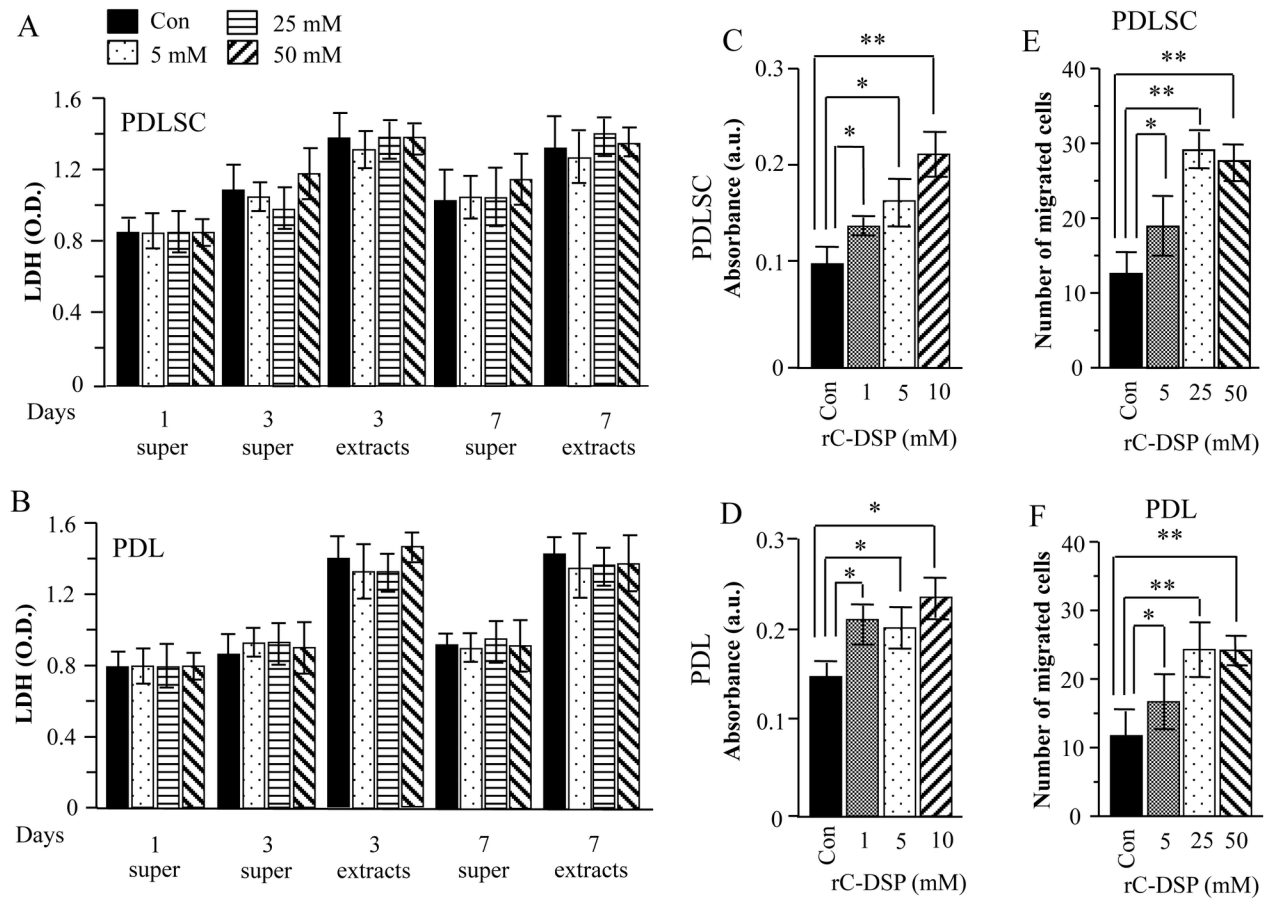 A
Con
5 mM
25 mM
50 mM
PDLSC
LDH (O.D.)
1.6
1.2
0.8
0.4
0
Days
1 3 3 7 7
super super extracts super extracts
B
PDL
LDH (O.D.)
1.6
1.2
0.8
0.4
0
Days
1 3 3 7 7
super super extracts super extracts
C
PDLSC
Absorbance (a.u.)
0.3
0.2
0.1
0
**
*
*
Con 1 5 10
rC-DSP (mM)
D
PDL
Absorbance (a.u.)
0.3
0.2
0.1
0
*
*
*
Con 1 5 10
rC-DSP (mM)
E
PDLSC
Number of migrated cells
40
30
20
10
0
**
**
*
Con 5 25 50
rC-DSP (mM)
F
PDL
Number of migrated cells
40
30
20
10
0
**
**
*
Con 5 25 50
rC-DSP (mM)